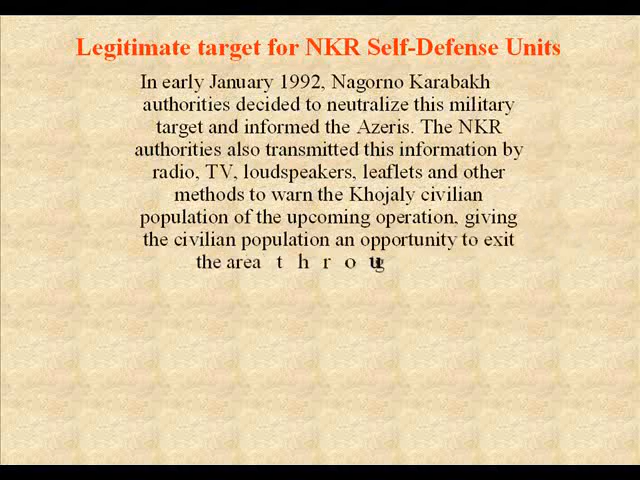 Legitimate target for NKR Self-Defense Units
In early January 1992, Nagorno Karabakh
authorities decided to neutralize this military
target and informed the Azeris. The NKR
authorities also transmitted this information by
radio, TV, loudspeakers, leaflets and other
methods to warn the Khojaly civilian
population of the upcoming operation, giving
the civilian population an opportunity to exit
the area